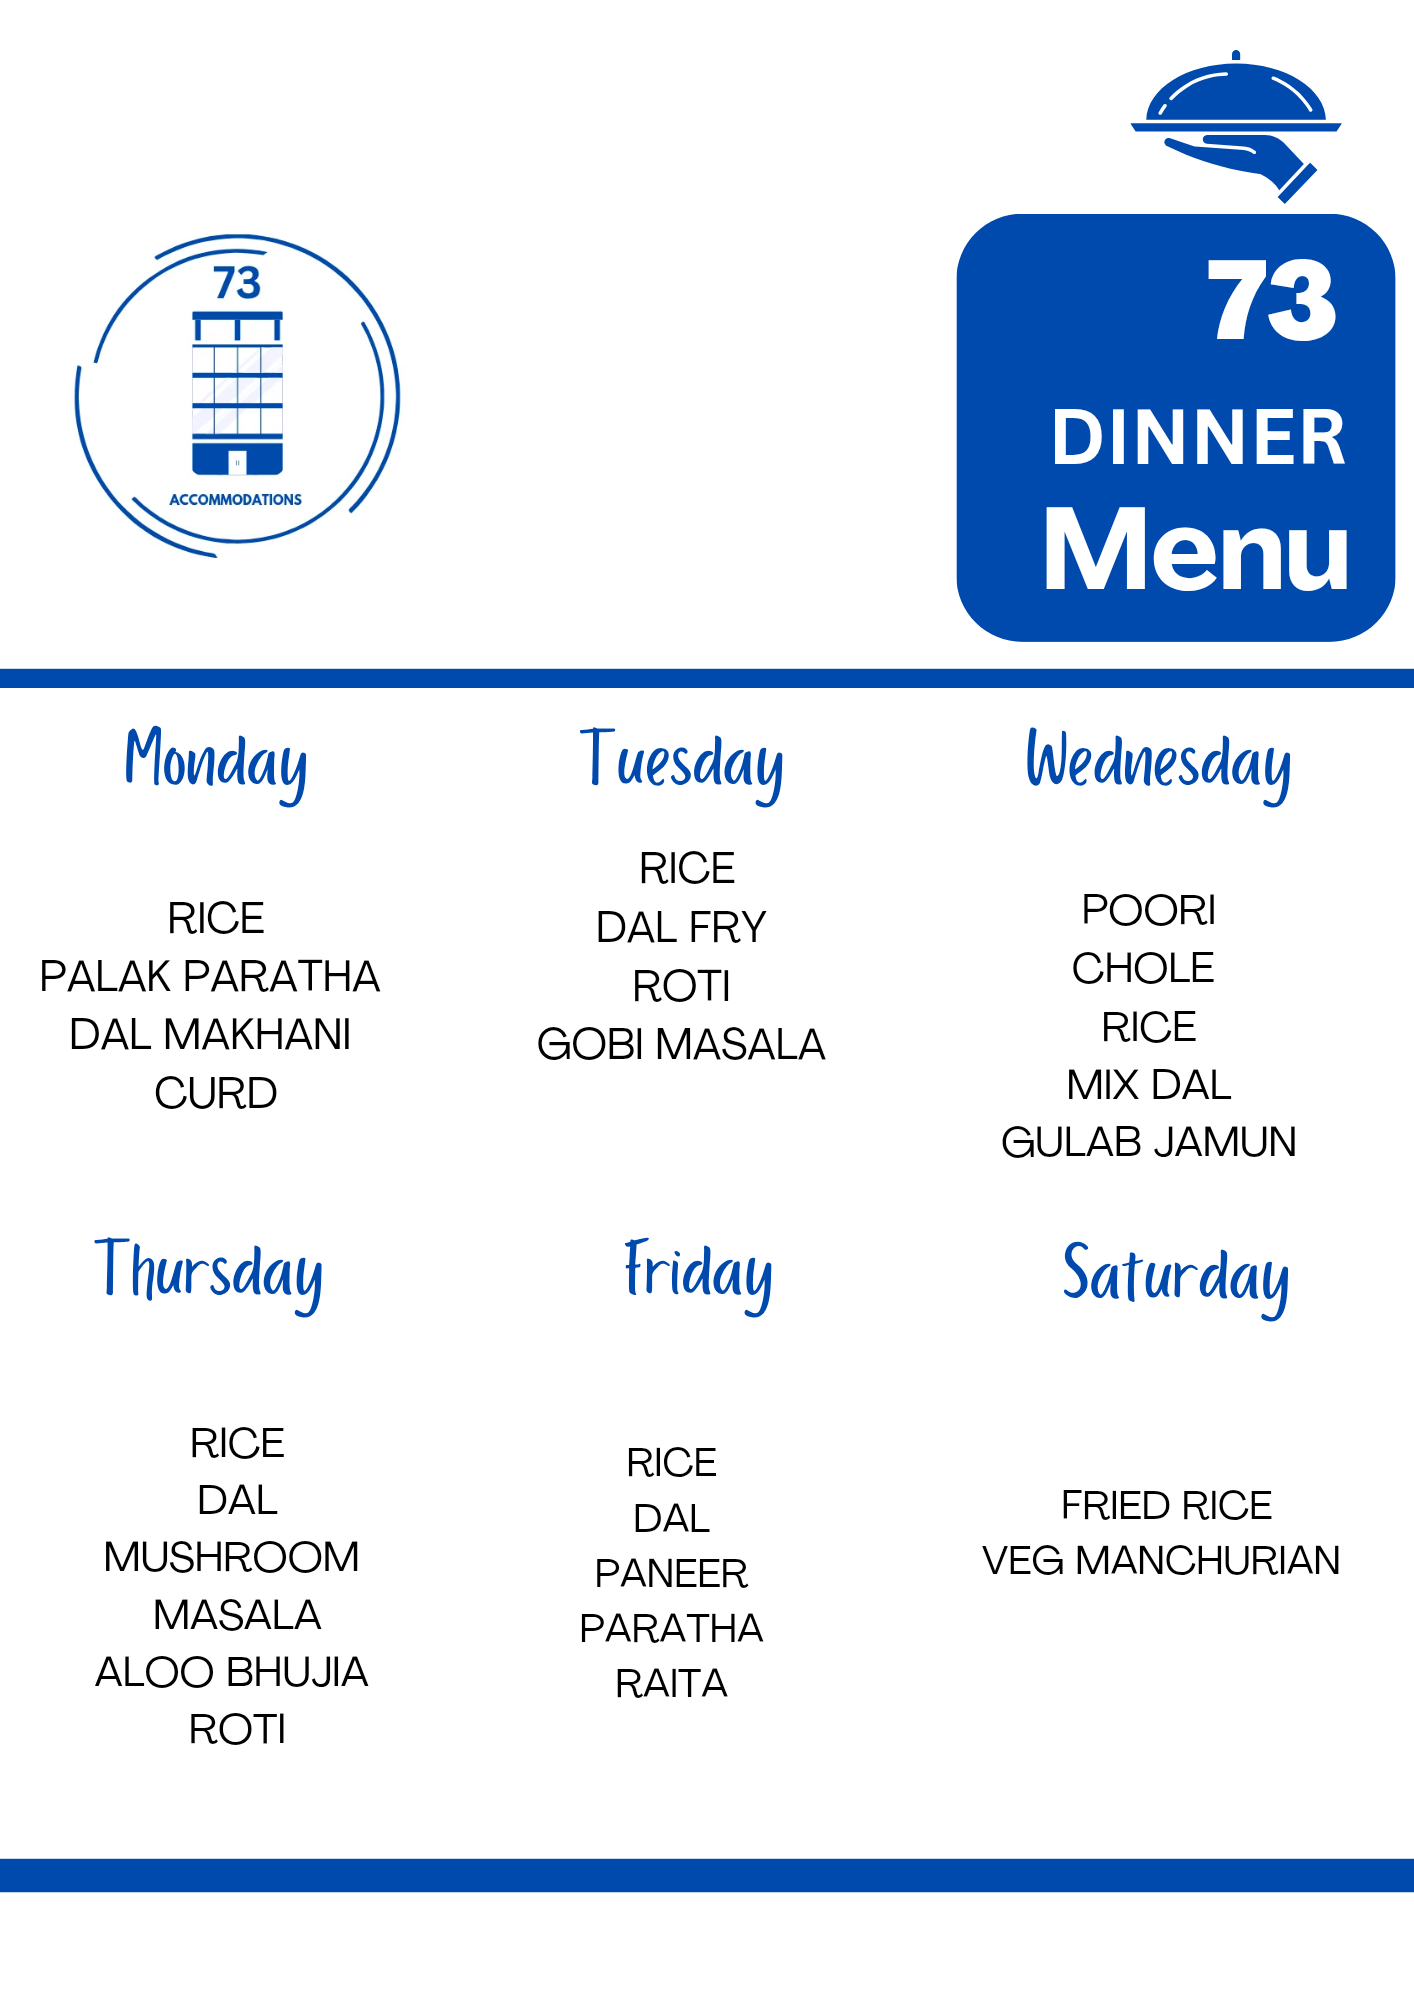 73
ACCOMMODATIONS
73
DINNER
Menu
Monday
RICE
PALAK PARATHA
DAL MAKHANI
CURD
Tuesday
RICE
DAL FRY
ROTI
GOBI MASALA
Wednesday
POORI
CHOLE
RICE
MIX DAL
GULAB JAMUN
Thursday
RICE
DAL
MUSHROOM
MASALA
ALOO BHUJIA
ROTI
Friday
RICE
DAL
PANEER
PARATHA
RAITA
Saturday
FRIED RICE
VEG MANCHURIAN